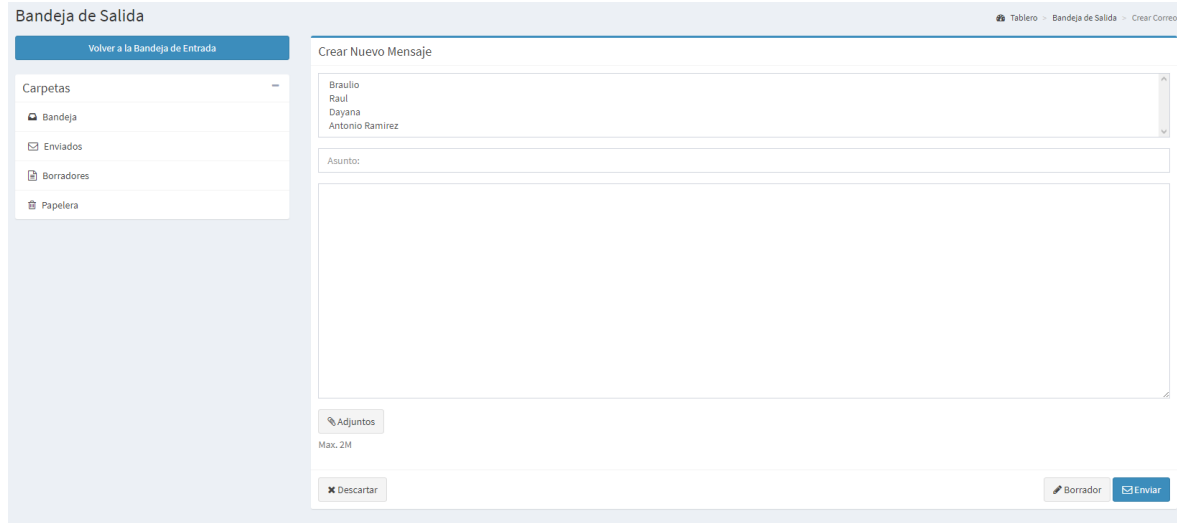 Bandeja de Salida
Tablero > Bandeja de Salida > Crear Correo
Volver a la Bandeja de Entrada
Carpetas
Bandeja
Enviados
Borradores
Papelera
Crear Nuevo Mensaje
Braulio
Raul
Dayana
Antonio Ramirez
Asunto:
Adjuntos
Max. 2M
Descartar
Borrador
Enviar